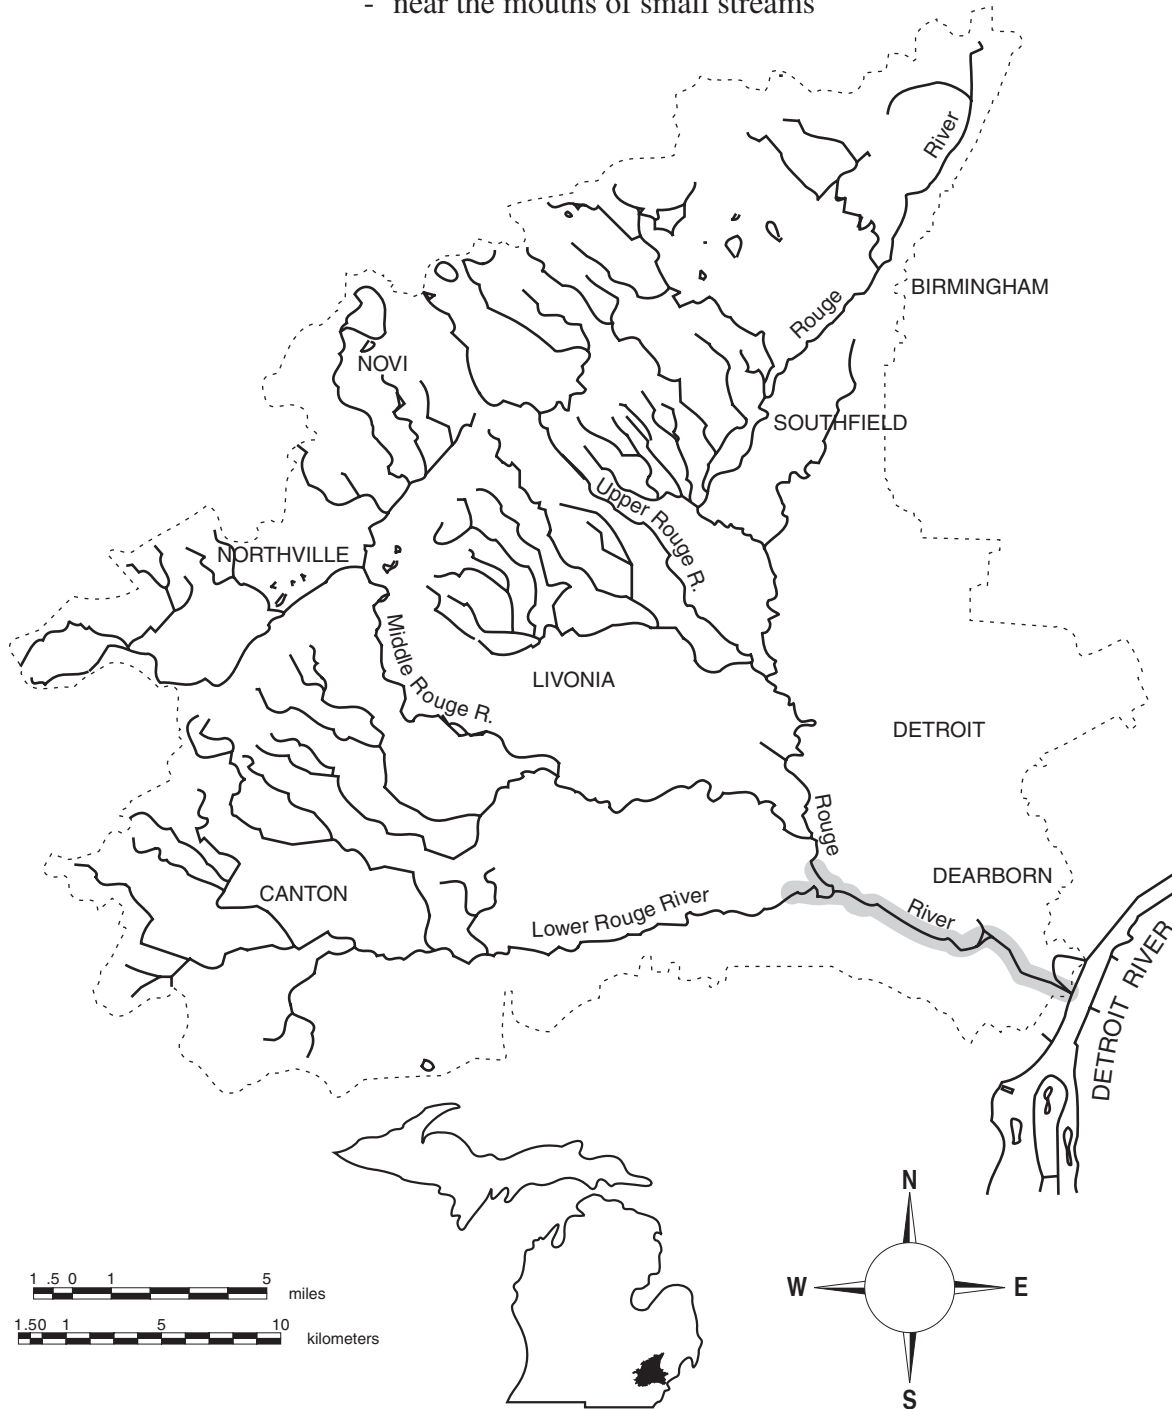 - near the mouths of small streams
River
BIRMINGHAM
Rouge
NOVI
SOUTHFIELD
Upper Rouge R.
NORTHVILLE
Middle Rouge R.
LIVONIA
DETROIT
Rouge
DEARBORN
CANTON
Lower Rouge River
River
DETROIT RIVER
N
W E
S
1 .5 0 1 5
miles
1.50 1 5 10
kilometers